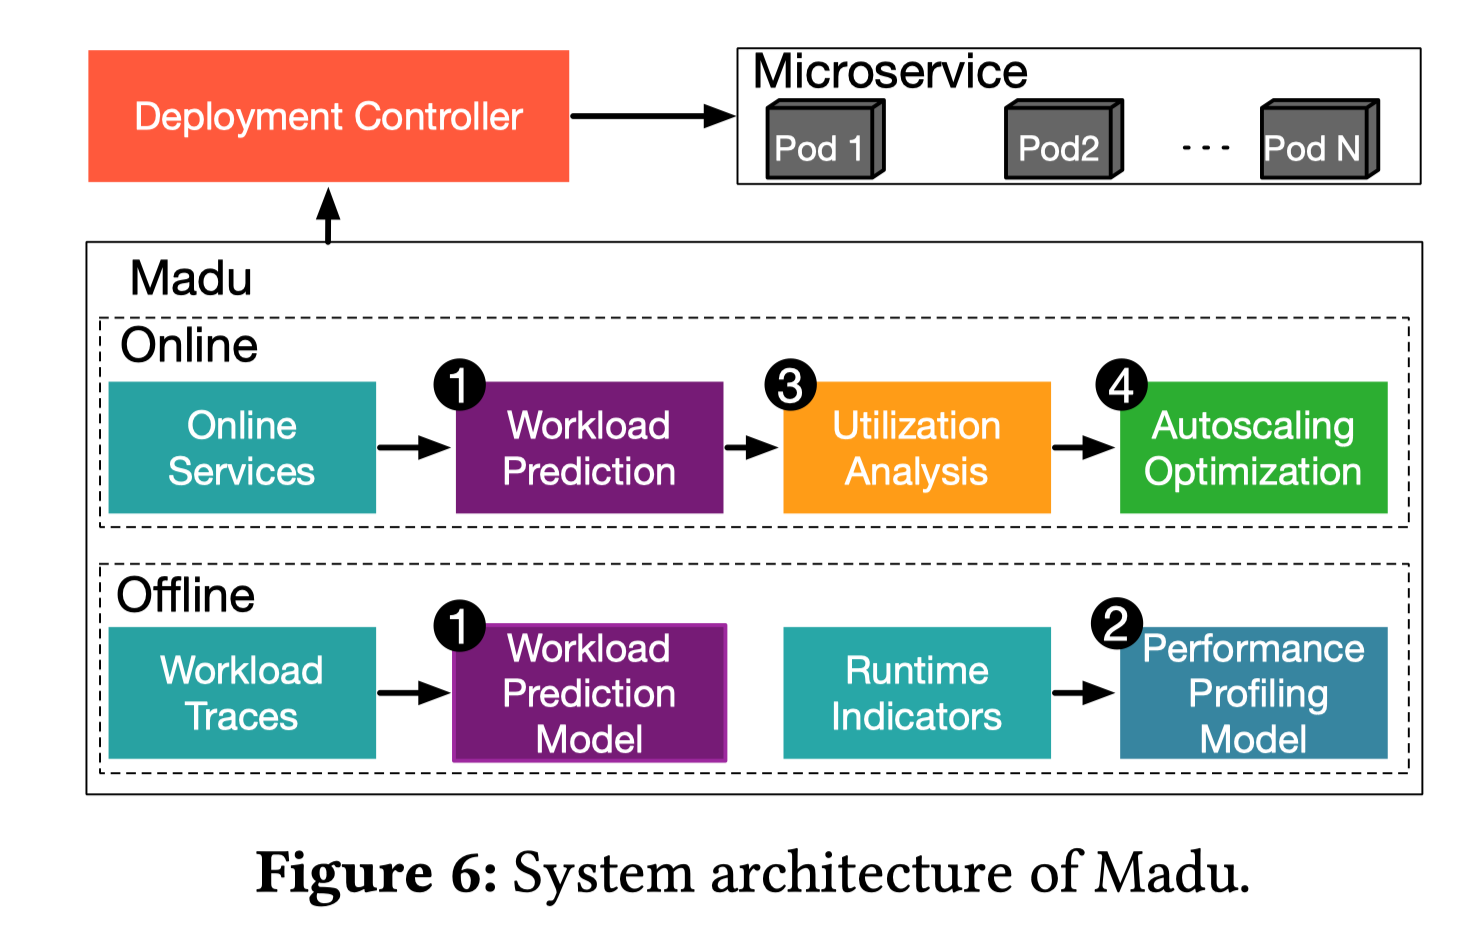 Deployment Controller
Microservice
Pod 1
Pod2
...
Pod N
Madu
Online
Online
Services
1
Workload
Prediction
3
Utilization
Analysis
4
Autoscaling
Optimization
Offline
Workload
Traces
1
Workload
Prediction
Model
Runtime
Indicators
2
Performance
Profiling
Model
Figure 6: System architecture of Madu.